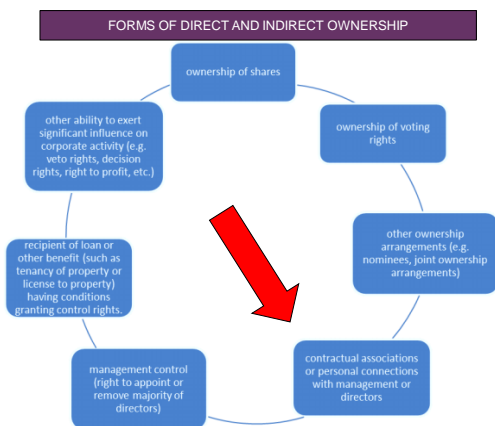 FORMS OF DIRECT AND INDIRECT OWNERSHIP
ownership of shares
ownership of voting
rights
other ownership
arrangements (e.g.
nominees, joint ownership
arrangements)
contractual associations
or personal connections
with management or
directors
management control
(right to appoint or
remove majority of
directors)
recipient of loan or
other benefit (such as
tenancy of property or
license to property)
having conditions
granting control rights.
other ability to exert
significant influence on
corporate activity (e.g.
veto rights, decision
rights, right to profit, etc.)